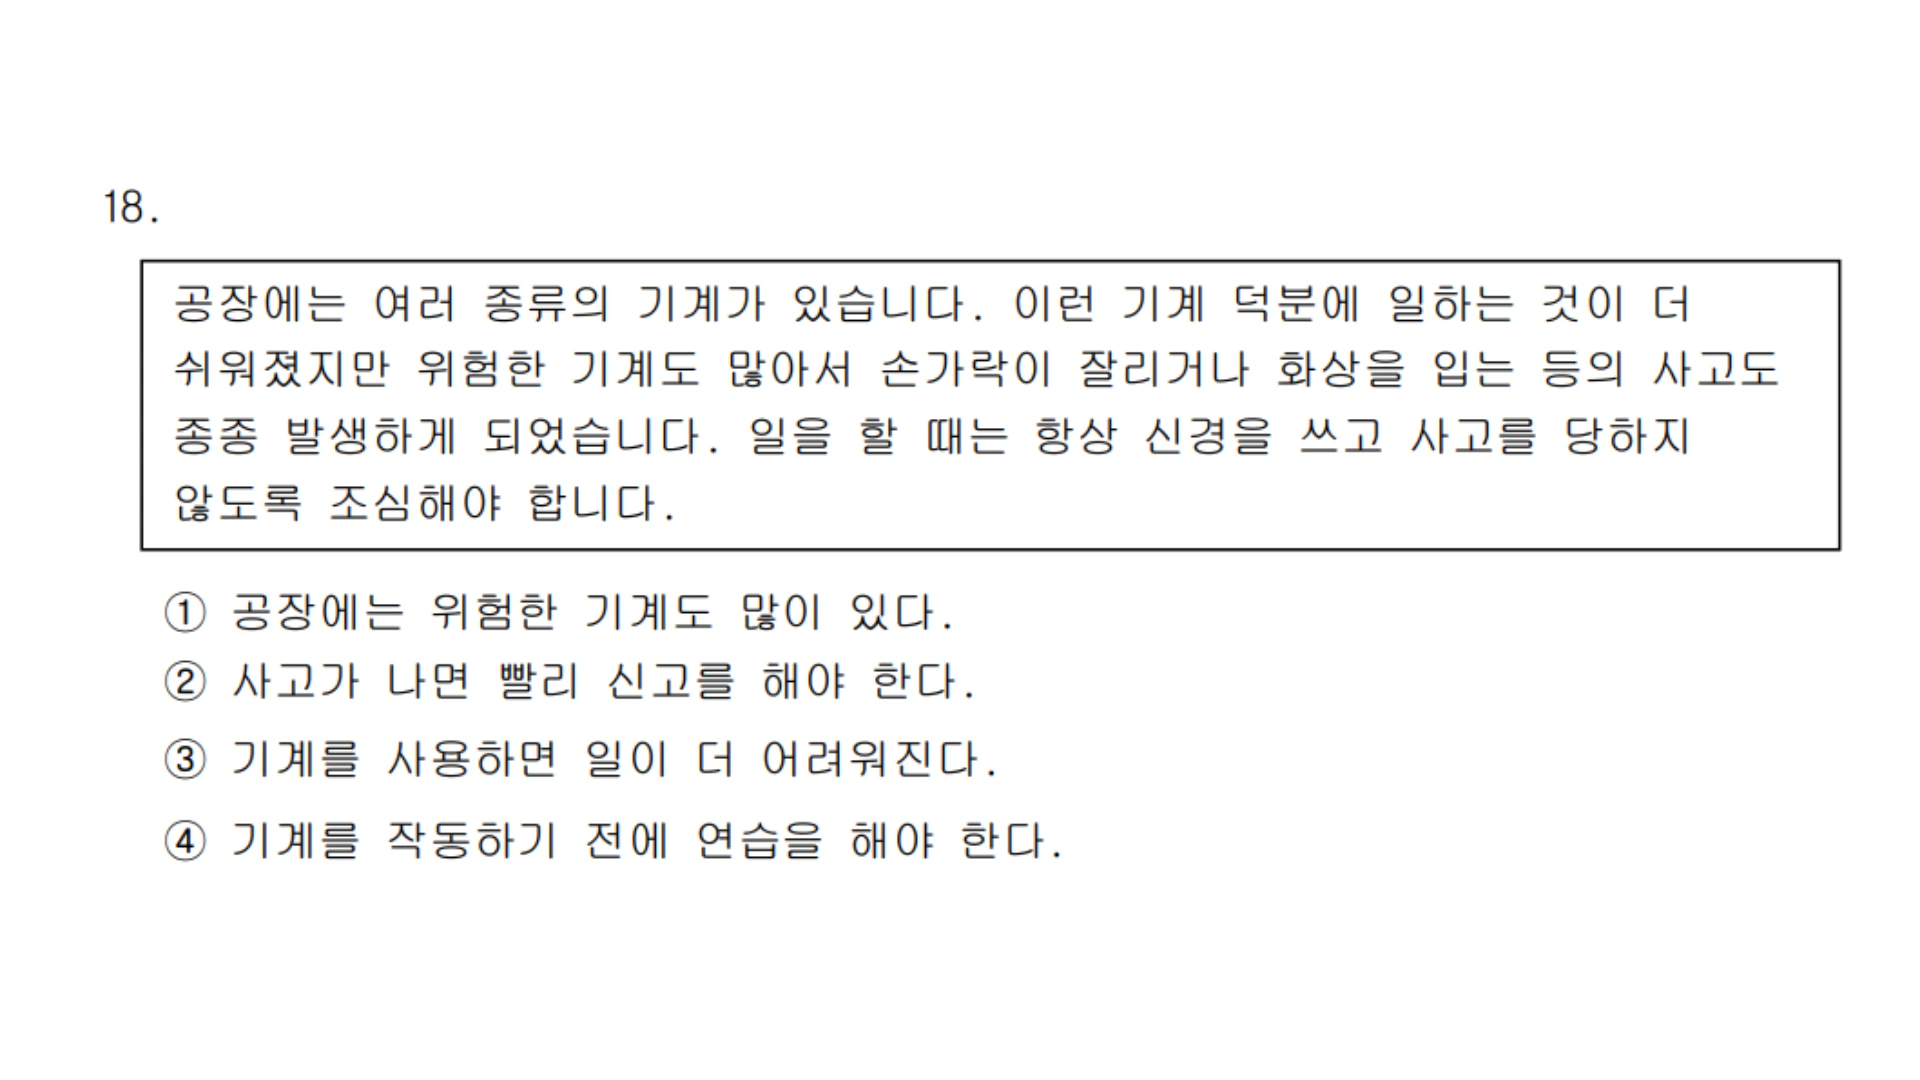 18.
공장에는 여러 종류의 기계가 있습니다. 이런 기계 덕분에 일하는 것이 더
쉬워졌지만 위험한 기계도 많아서 손가락이 잘리거나 화상을 입는 등의 사고도
종종 발생하게 되었습니다. 일을 할 때는 항상 신경을 쓰고 사고를 당하지
않도록 조심해야 합니다.
① 공장에는 위험한 기계도 많이 있다.
② 사고가 나면 빨리 신고를 해야 한다.
③ 기계를 사용하면 일이 더 어려워진다.
④ 기계를 작동하기 전에 연습을 해야 한다.